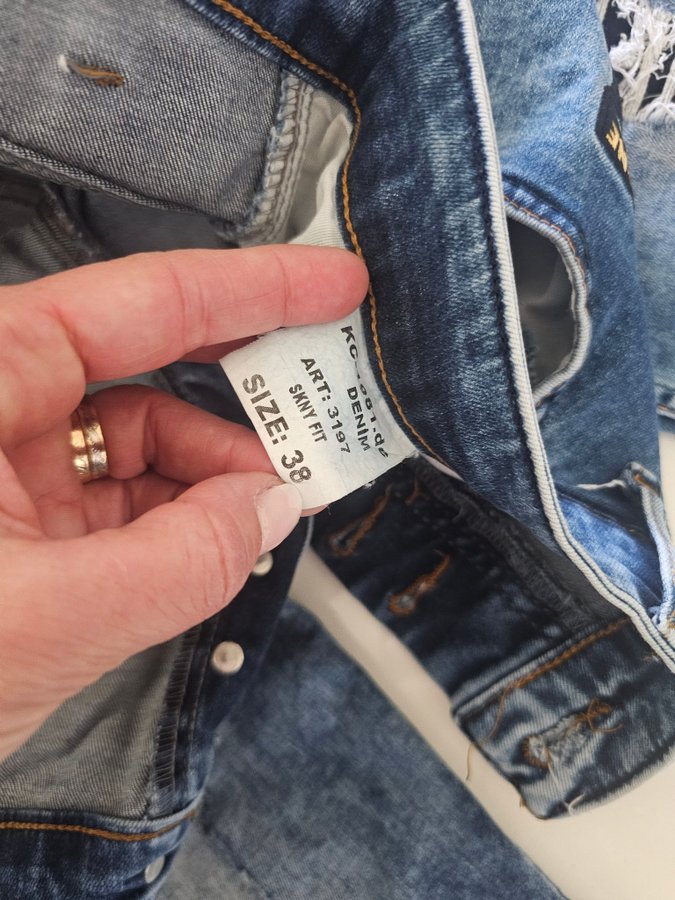 DENIM
ART: 3197
SKNY FIT
SIZE: 38